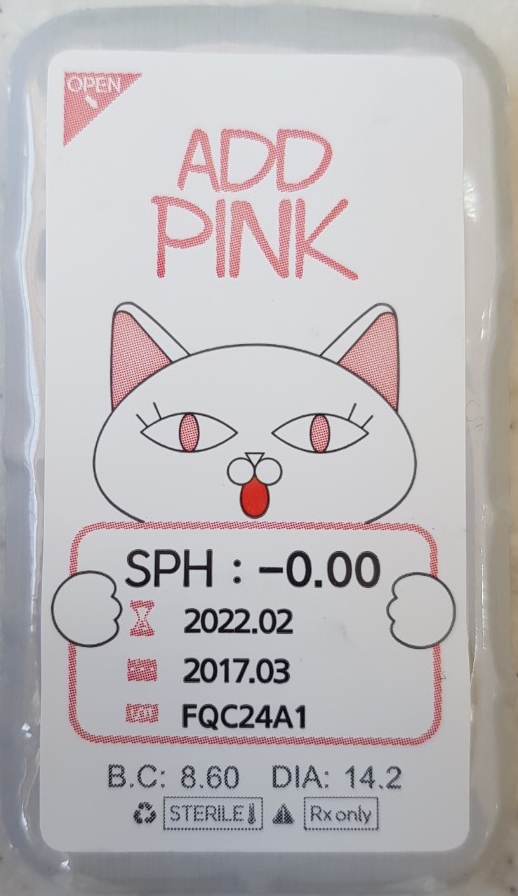 OPEN
ADD
PINK
SPH : -0.00
2022.02
2017.03
LOT FQC24A1
B.C: 8.60 DIA: 14.2
STERILE Rx only